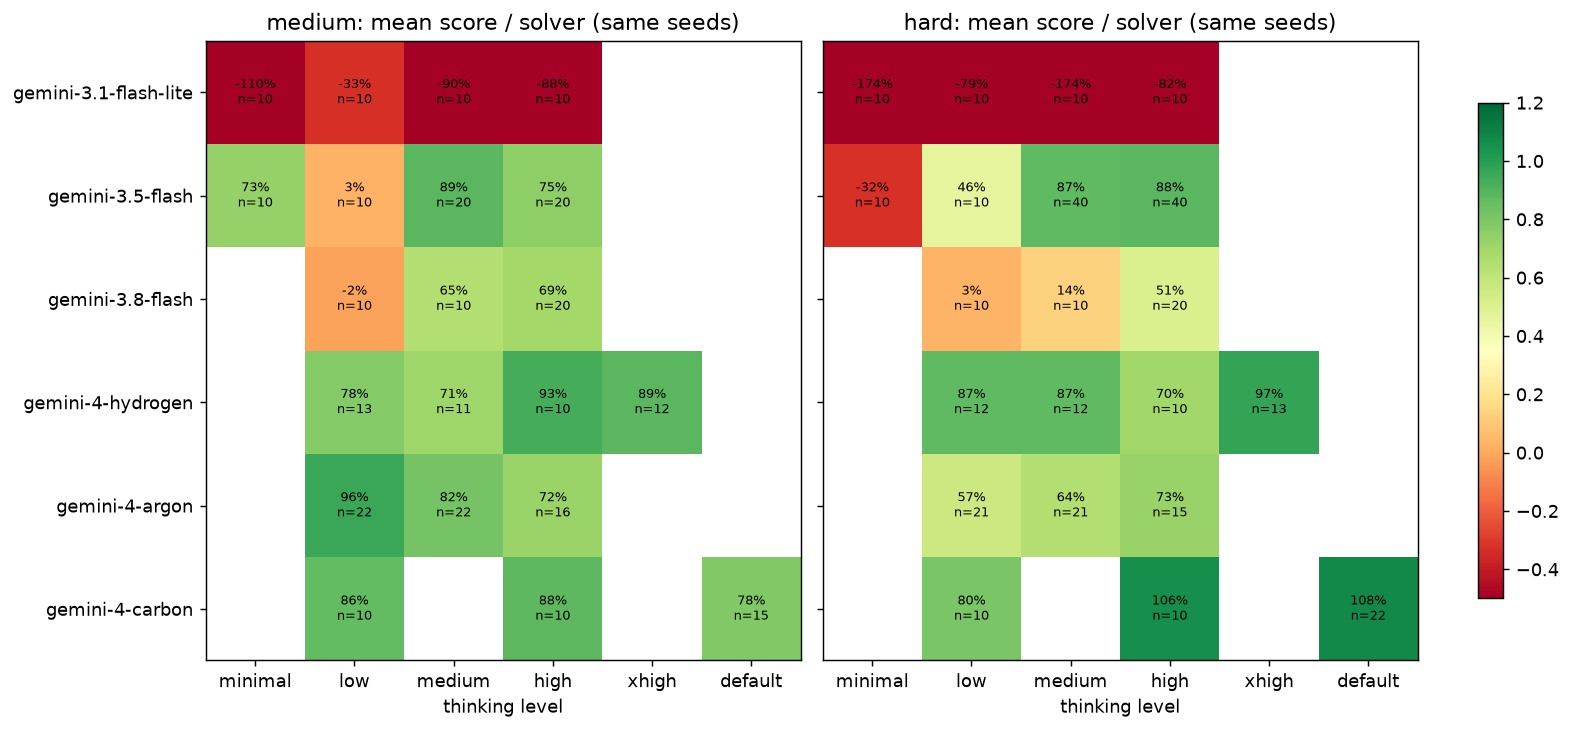 medium: mean score / solver (same seeds)
hard: mean score / solver (same seeds)
gemini-3.1-flash-lite
-110%
n=10
-33%
n=10
-90%
n=10
-88%
n=10
-174%
n=10
-79%
n=10
-174%
n=10
-82%
n=10
gemini-3.5-flash
73%
n=10
3%
n=10
89%
n=20
75%
n=20
-32%
n=10
46%
n=10
87%
n=40
88%
n=40
gemini-3.8-flash
-2%
n=10
65%
n=10
69%
n=20
3%
n=10
14%
n=10
51%
n=20
gemini-4-hydrogen
78%
n=13
71%
n=11
93%
n=10
89%
n=12
87%
n=12
87%
n=12
70%
n=10
97%
n=13
gemini-4-argon
96%
n=22
82%
n=22
72%
n=16
57%
n=21
64%
n=21
73%
n=15
gemini-4-carbon
86%
n=10
88%
n=10
78%
n=15
80%
n=10
106%
n=10
108%
n=22
minimal low medium high xhigh default
thinking level
minimal low medium high xhigh default
thinking level
1.2
1.0
0.8
0.6
0.4
0.2
0.0
−0.2
−0.4